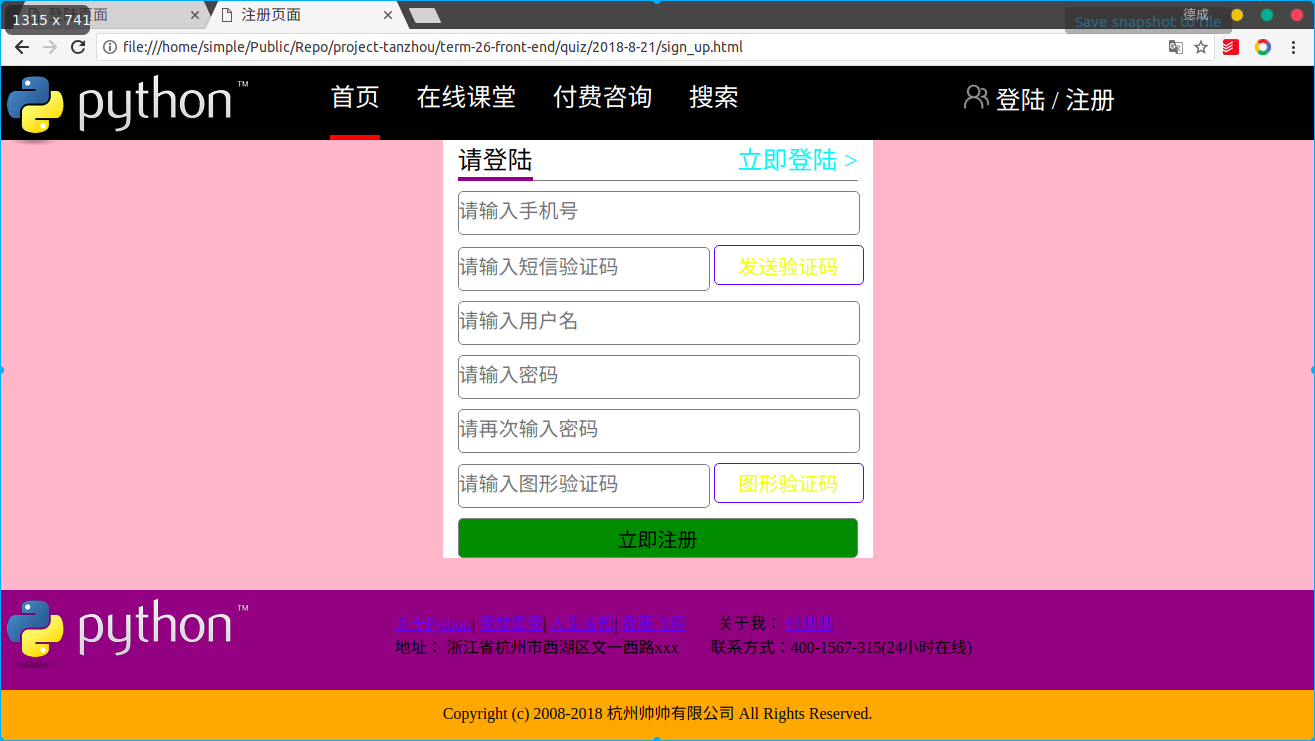 1315 x 741
登陆页面
注册页面
德成
Save snapshot to file
file:///home/simple/Public/Repo/project-tanzhou/term-26-front-end/quiz/2018-8-21/sign_up.html
python™
首页 在线课堂 付费咨询 搜索
登陆 / 注册
请登陆 立即登陆 >
请输入手机号
请输入短信验证码 发送验证码
请输入用户名
请输入密码
请再次输入密码
请输入图形验证码 图形验证码
立即注册
python™
关于Python| | | 关于我：
地址： 浙江省杭州市西湖区文一西路xxx 联系方式：400-1567-315(24小时在线)
Copyright (c) 2008-2018 杭州帅帅有限公司 All Rights Reserved.